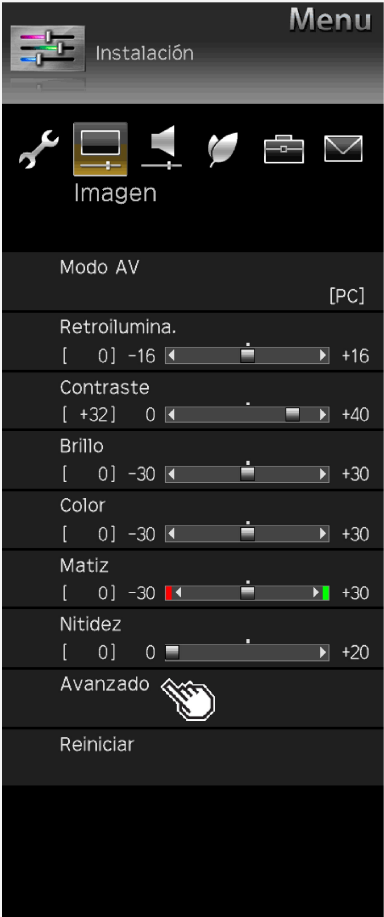 Menu
Instalación
Imagen
Modo AV
[PC]
Retroilumina.
[ 0] -16 +16
Contraste
[ +32] 0 +40
Brillo
[ 0] -30 +30
Color
[ 0] -30 +30
Matiz
[ 0] -30 +30
Nitidez
[ 0] 0 +20
Avanzado
Reiniciar